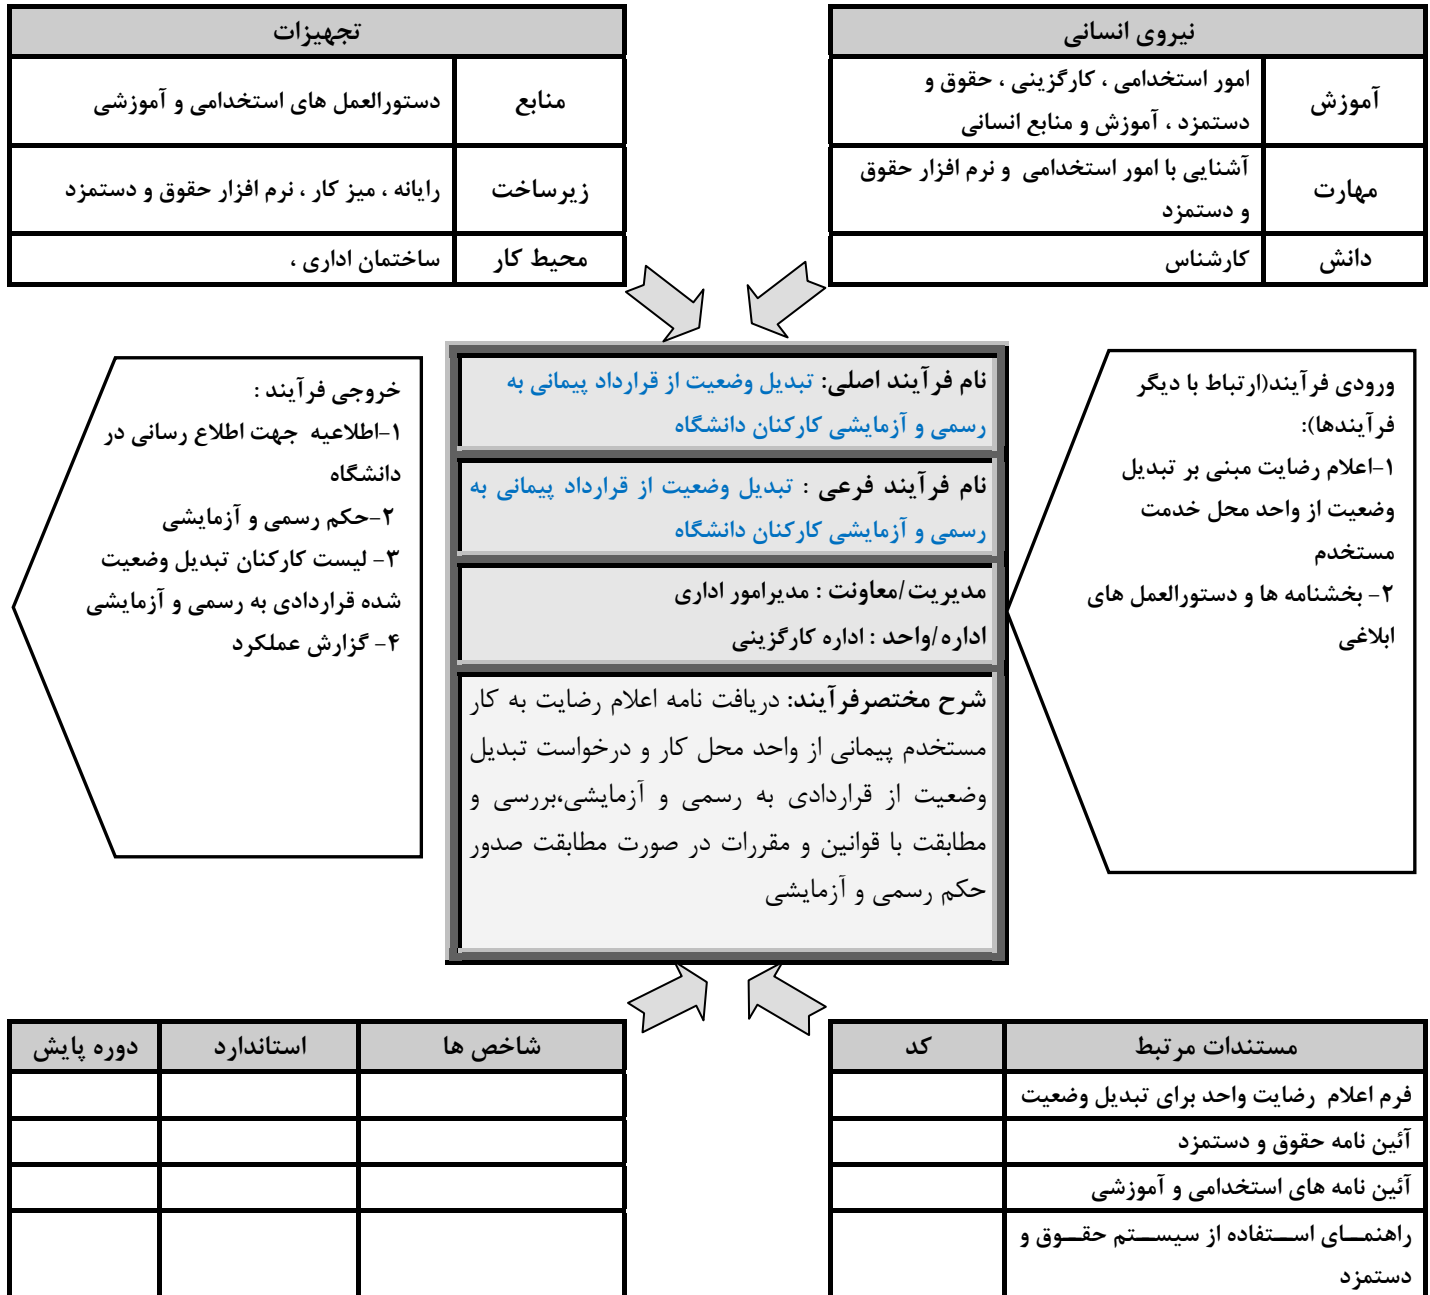 نیروی انسانی
آموزش
امور استخدامی ، کارگزینی ، حقوق و
دستمزد ، آموزش و منابع انسانی
مهارت
آشنایی با امور استخدامی و نرم افزار حقوق
و دستمزد
دانش
کارشناس
تجهیزات
منابع
دستورالعمل های استخدامی و آموزشی
زیرساخت
رایانه ، میز کار ، نرم افزار حقوق و دستمزد
محیط کار
ساختمان اداری ،
ورودی فرآیند(ارتباط با دیگر
فرآیندها):
۱-اعلام رضایت مبنی بر تبدیل
وضعیت از واحد محل خدمت
مستخدم
۲- بخشنامه ها و دستورالعمل های
ابلاغی
نام فرآیند اصلی: تبدیل وضعیت از قرارداد پیمانی به
رسمی و آزمایشی کارکنان دانشگاه
نام فرآیند فرعی : تبدیل وضعیت از قرارداد پیمانی به
رسمی و آزمایشی کارکنان دانشگاه
مدیریت/معاونت : مدیرامور اداری
اداره/واحد : اداره کارگزینی
شرح مختصرفرآیند: دریافت نامه اعلام رضایت به کار
مستخدم پیمانی از واحد محل کار و درخواست تبدیل
وضعیت از قراردادی به رسمی و آزمایشی،بررسی و
مطابقت با قوانین و مقررات در صورت مطابقت صدور
حکم رسمی و آزمایشی
خروجی فرآیند :
۱-اطلاعیه جهت اطلاع رسانی در
دانشگاه
۲-حکم رسمی و آزمایشی
۳- لیست کارکنان تبدیل وضعیت
شده قراردادی به رسمی و آزمایشی
۴- گزارش عملکرد
مستندات مرتبط
کد
فرم اعلام رضایت واحد برای تبدیل وضعیت
آئین نامه حقوق و دستمزد
آئین نامه های استخدامی و آموزشی
راهنمای استفاده از سیستم حقوق و
دستمزد
شاخص ها
استاندارد
دوره پایش